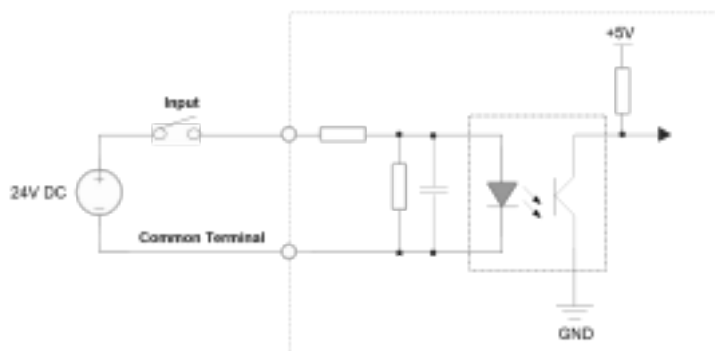 +5V
Input
24V DC
Common Terminal
GND